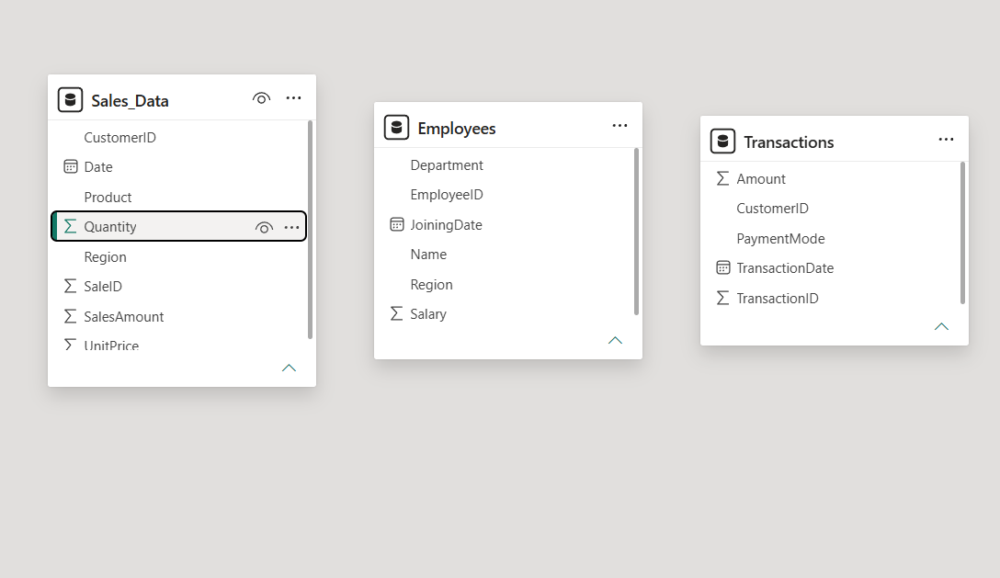 Sales_Data
CustomerID
Date
Product
Quantity
Region
SaleID
SalesAmount
UnitPrice
Employees
Department
EmployeeID
JoiningDate
Name
Region
Salary
Transactions
Amount
CustomerID
PaymentMode
TransactionDate
TransactionID